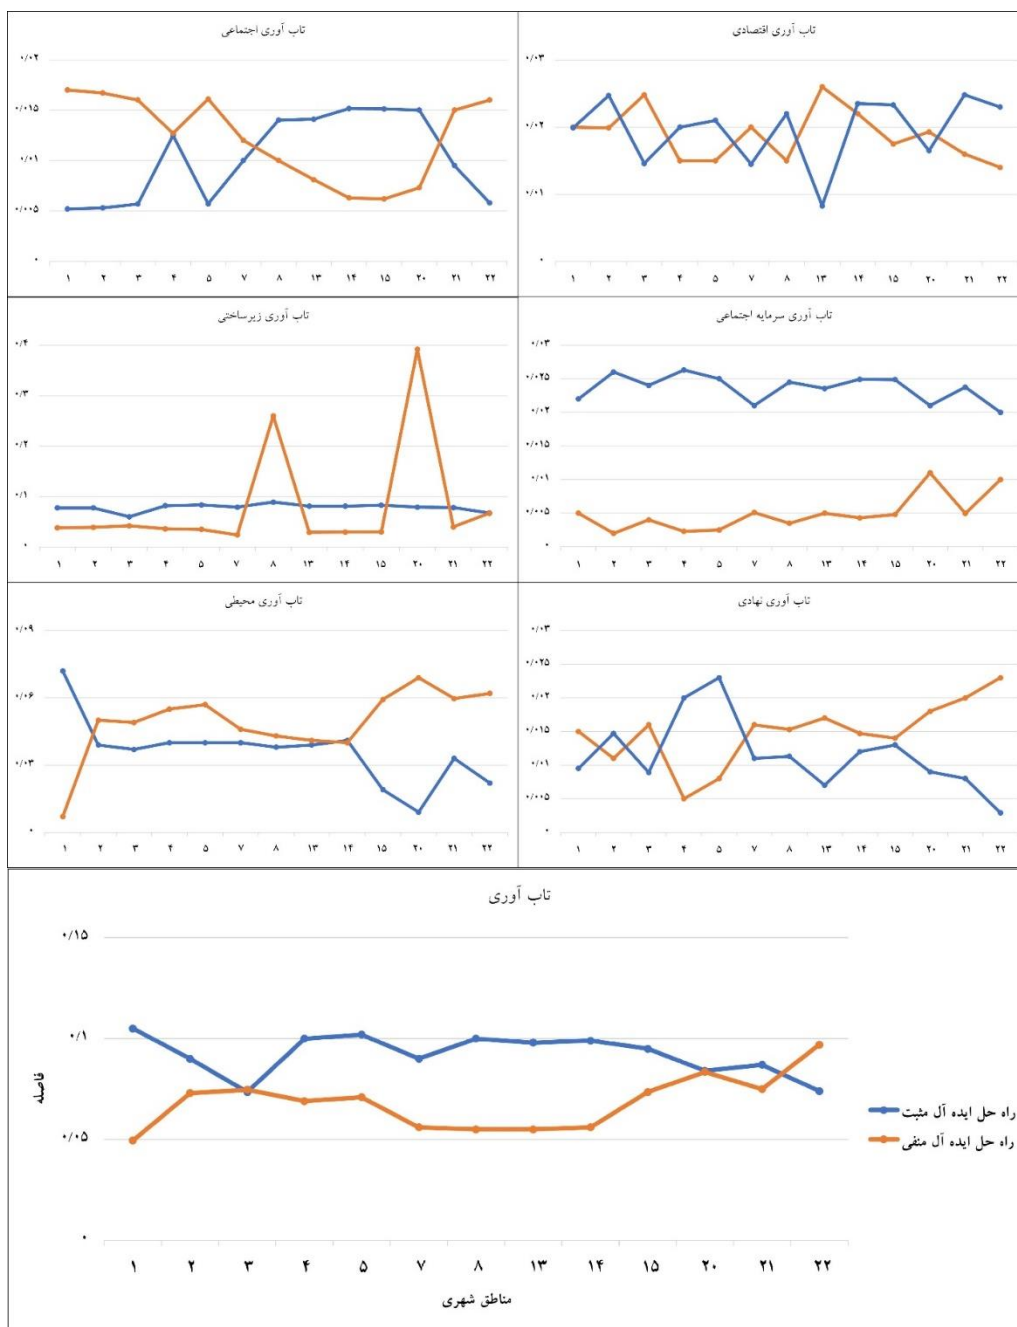 تاب آوری اقتصادی
۰/۰۳
۰/۰۲
۰/۰۱
۰
۱ ۲ ۳ ۴ ۵ ۷ ۸ ۱۳ ۱۴ ۱۵ ۲۰ ۲۱ ۲۲
تاب آوری اجتماعی
۰/۰۲
۰/۰۱۵
۰/۰۱
۰/۰۰۵
۰
۱ ۲ ۳ ۴ ۵ ۷ ۸ ۱۳ ۱۴ ۱۵ ۲۰ ۲۱ ۲۲
تاب آوری سرمایه اجتماعی
۰/۰۳
۰/۰۲۵
۰/۰۲
۰/۰۱۵
۰/۰۱
۰/۰۰۵
۰
۱ ۲ ۳ ۴ ۵ ۷ ۸ ۱۳ ۱۴ ۱۵ ۲۰ ۲۱ ۲۲
تاب آوری زیرساختی
۰/۴
۰/۳
۰/۲
۰/۱
۰
۱ ۲ ۳ ۴ ۵ ۷ ۸ ۱۳ ۱۴ ۱۵ ۲۰ ۲۱ ۲۲
تاب آوری نهادی
۰/۰۳
۰/۰۲۵
۰/۰۲
۰/۰۱۵
۰/۰۱
۰/۰۰۵
۰
۱ ۲ ۳ ۴ ۵ ۷ ۸ ۱۳ ۱۴ ۱۵ ۲۰ ۲۱ ۲۲
تاب آوری محیطی
۰/۰۹
۰/۰۶
۰/۰۳
۰
۱ ۲ ۳ ۴ ۵ ۷ ۸ ۱۳ ۱۴ ۱۵ ۲۰ ۲۱ ۲۲
تاب آوری
۰/۱۵
۰/۱
۰/۰۵
۰
فاصله
راه حل ایده آل مثبت
راه حل ایده آل منفی
۱ ۲ ۳ ۴ ۵ ۷ ۸ ۱۳ ۱۴ ۱۵ ۲۰ ۲۱ ۲۲
مناطق شهری